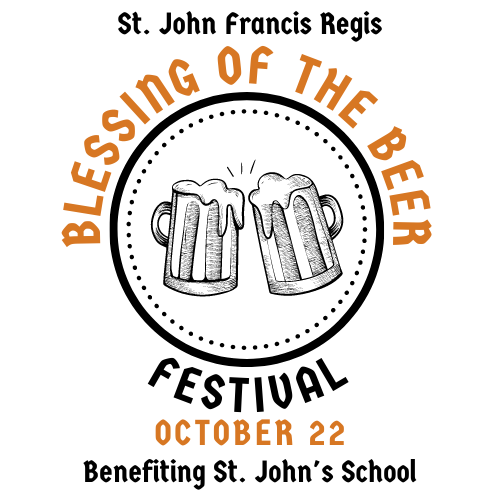 St. John Francis Regis
BLESSING OF THE BEER
FESTIVAL
OCTOBER 22
Benefiting St. John's School